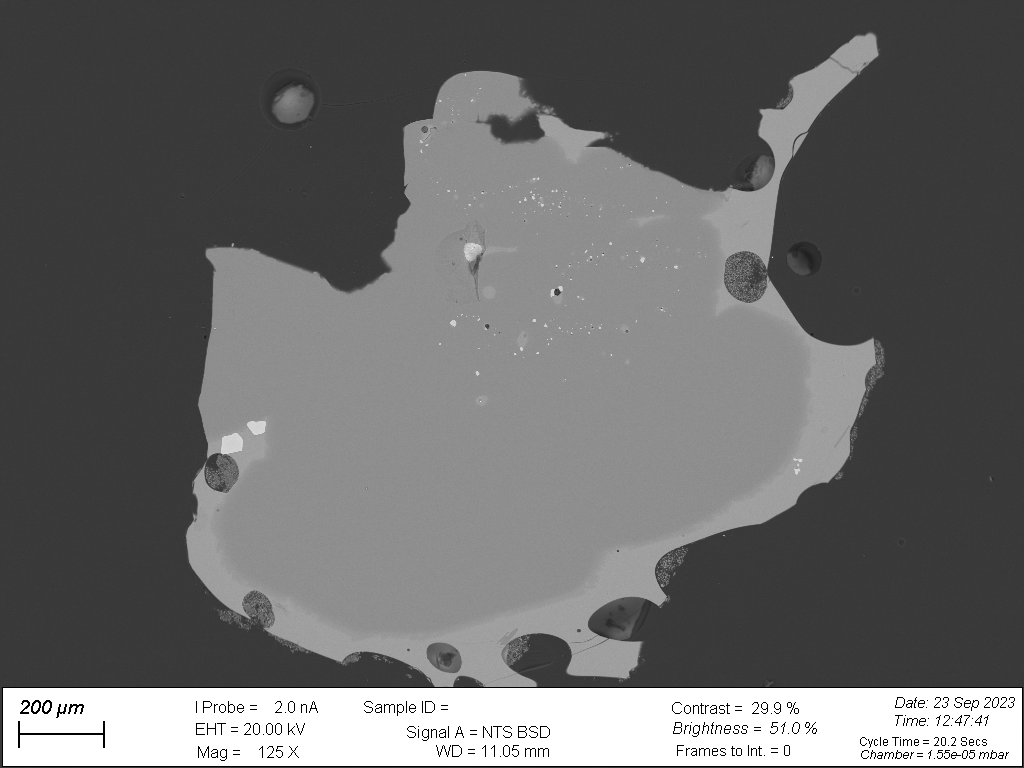 200 µm
I Probe = 2.0 nA
EHT = 20.00 kV
Mag = 125 X
Sample ID =
Signal A = NTS BSD
WD = 11.05 mm
Contrast = 29.9 %
Brightness = 51.0 %
Frames to Int. = 0
Date: 23 Sep 2023
Time: 12:47:41
Cycle Time = 20.2 Secs
Chamber = 1.55e-05 mbar